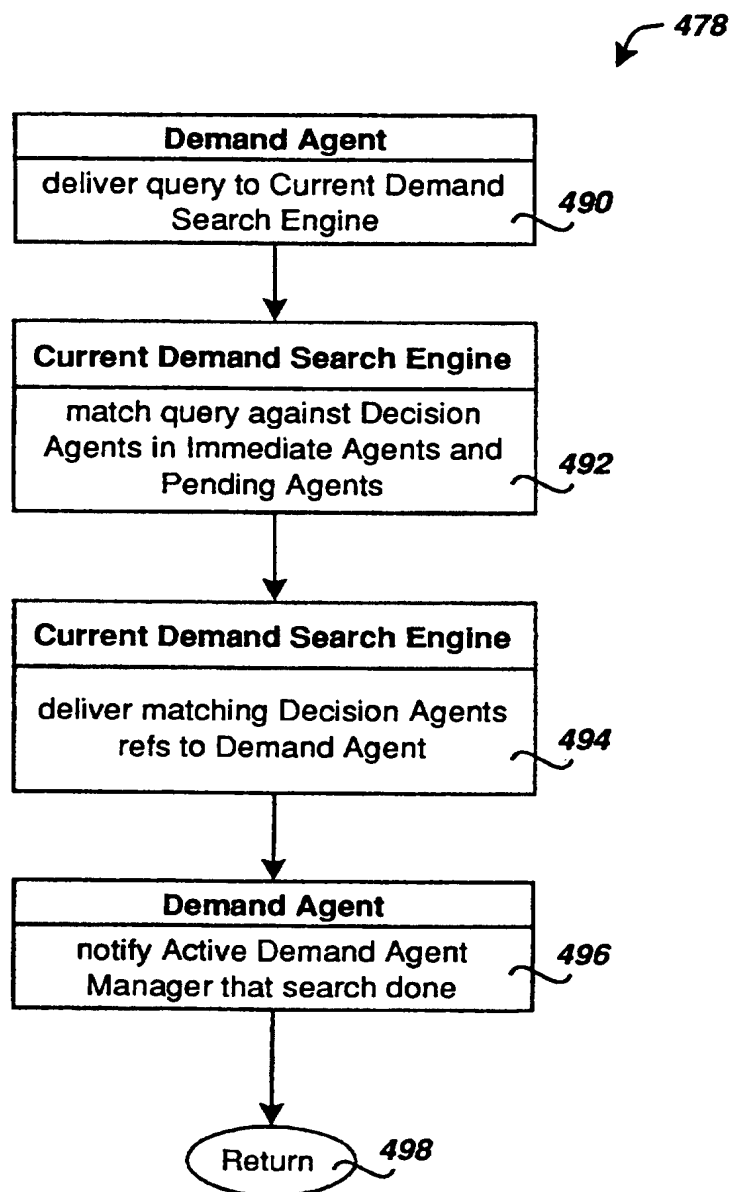 478
Demand Agent
deliver query to Current Demand
Search Engine
490
Current Demand Search Engine
match query against Decision
Agents in Immediate Agents and
Pending Agents
492
Current Demand Search Engine
deliver matching Decision Agents
refs to Demand Agent
494
Demand Agent
notify Active Demand Agent
Manager that search done
496
Return
498